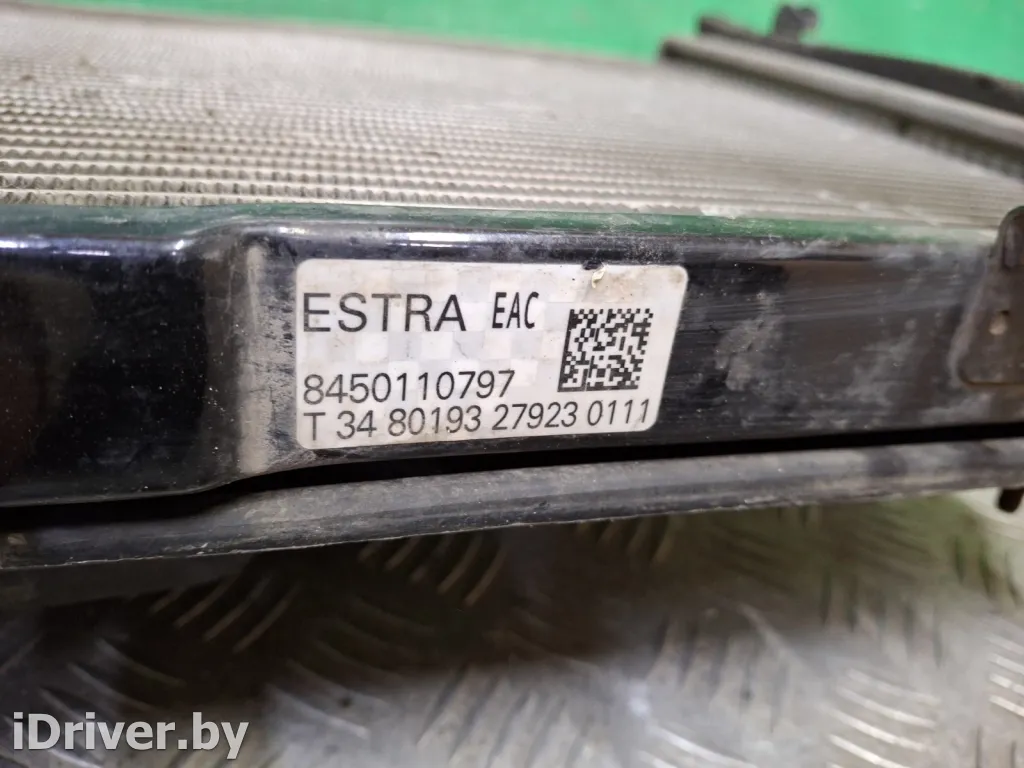 ESTRA EAC
8450110797
T 34 80193 27923 0111
iDriver.by